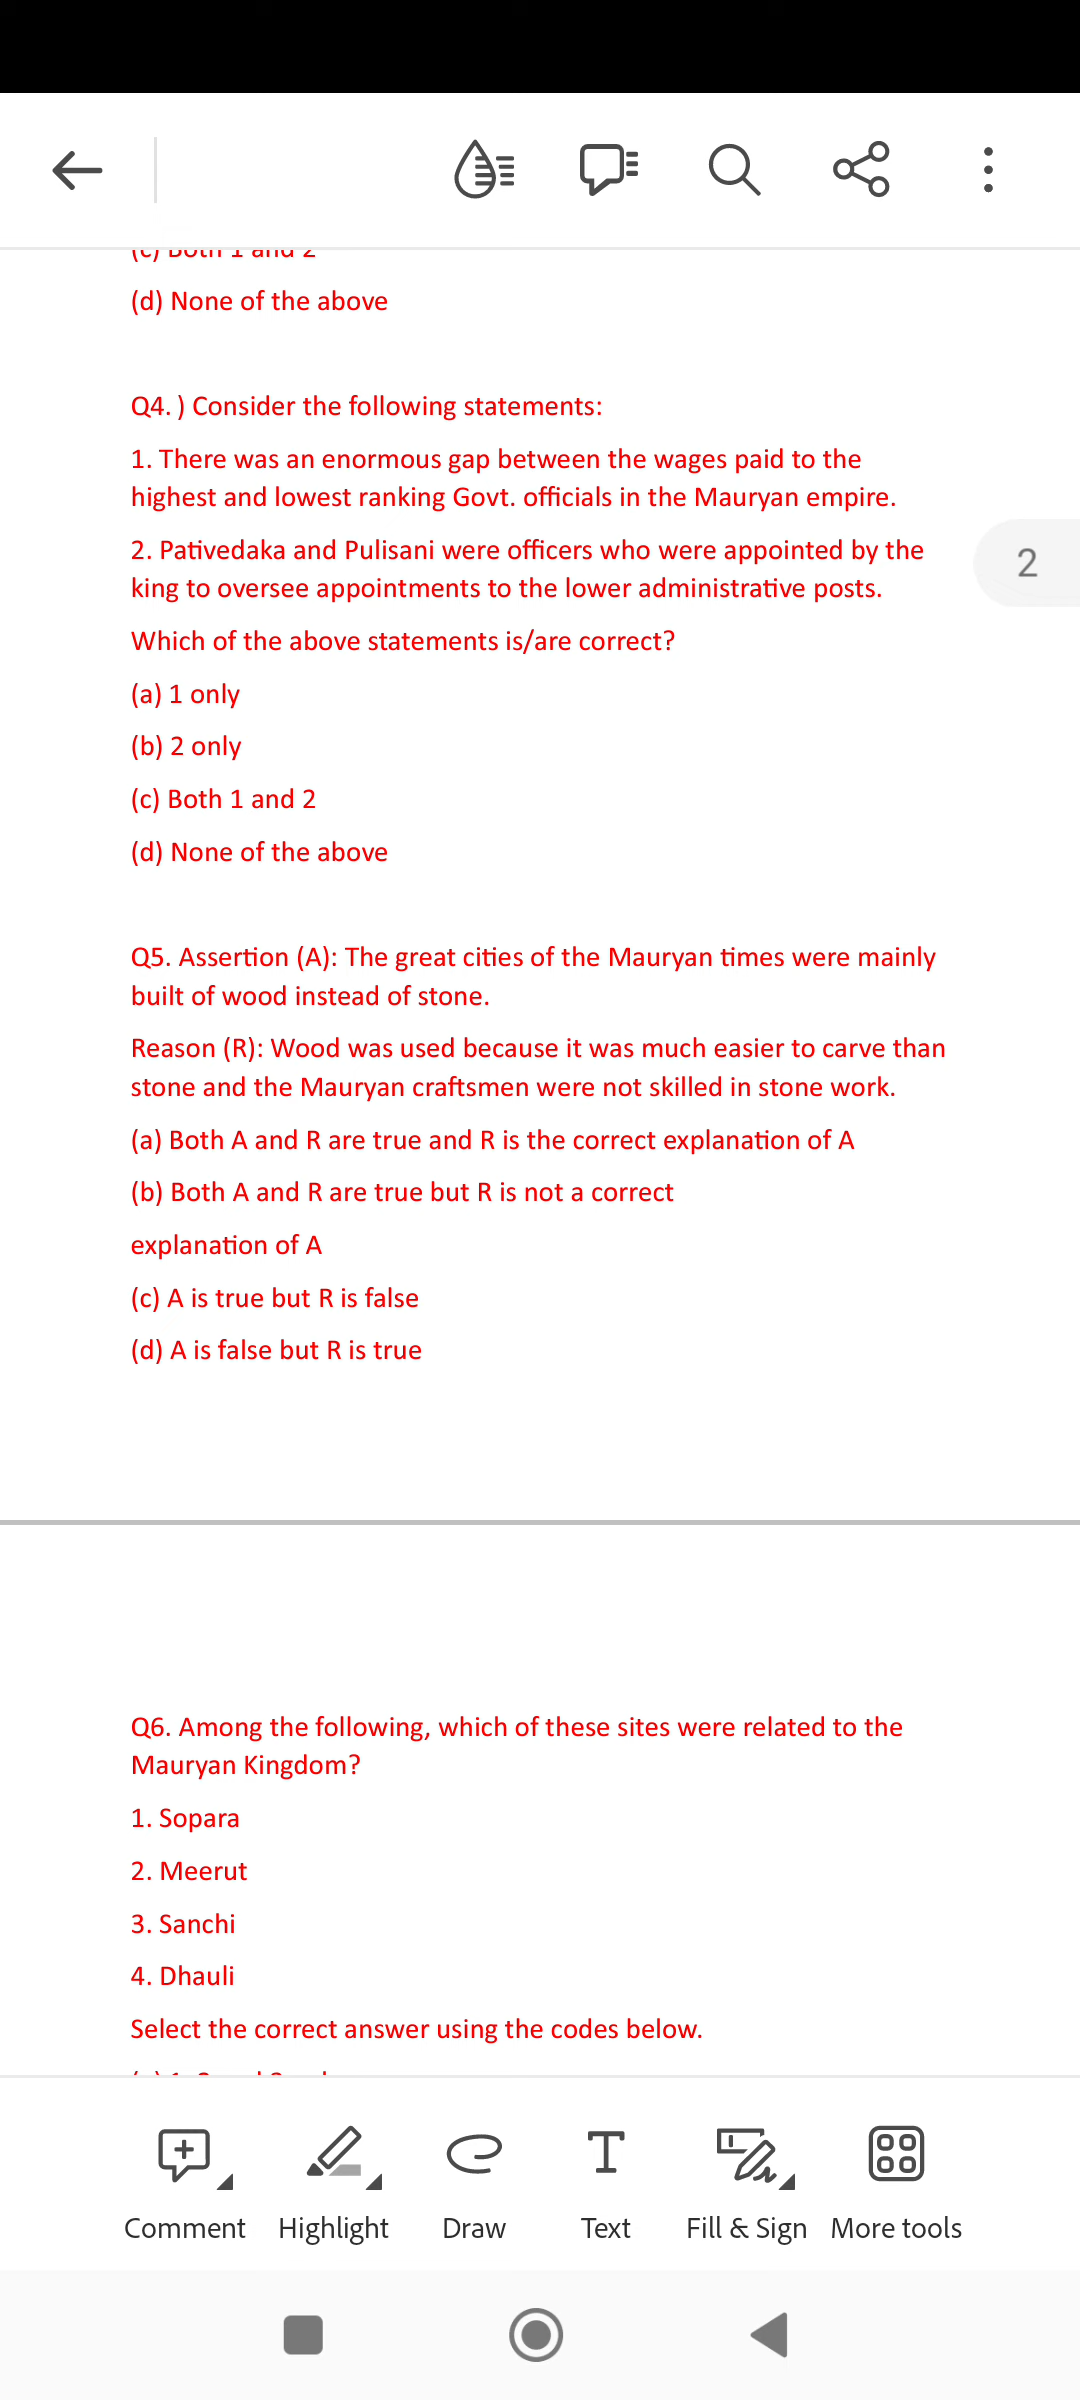 (c) Both 1 and 2
(d) None of the above
Q4. ) Consider the following statements:
1. There was an enormous gap between the wages paid to the
highest and lowest ranking Govt. officials in the Mauryan empire.
2. Pativedaka and Pulisani were officers who were appointed by the
king to oversee appointments to the lower administrative posts.
2
Which of the above statements is/are correct?
(a) 1 only
(b) 2 only
(c) Both 1 and 2
(d) None of the above
Q5. Assertion (A): The great cities of the Mauryan times were mainly
built of wood instead of stone.
Reason (R): Wood was used because it was much easier to carve than
stone and the Mauryan craftsmen were not skilled in stone work.
(a) Both A and R are true and R is the correct explanation of A
(b) Both A and R are true but R is not a correct
explanation of A
(c) A is true but R is false
(d) A is false but R is true
Q6. Among the following, which of these sites were related to the
Mauryan Kingdom?
1. Sopara
2. Meerut
3. Sanchi
4. Dhauli
Select the correct answer using the codes below.
Comment Highlight Draw Text Fill & Sign More tools